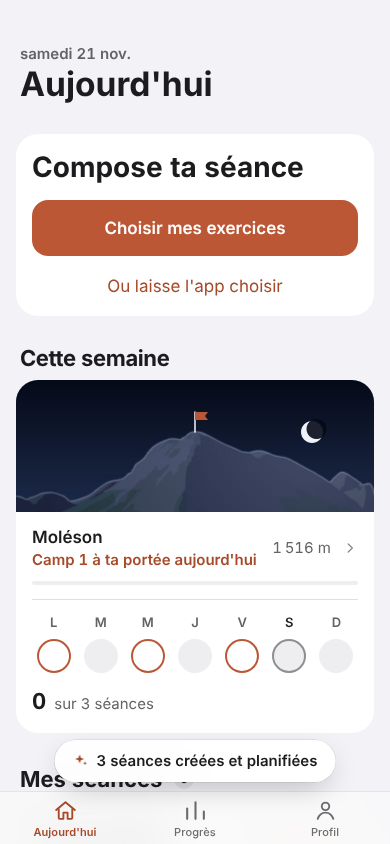 samedi 21 nov.
Aujourd'hui
Compose ta séance
Choisir mes exercices
Ou laisse l'app choisir
Cette semaine
Moléson
Camp 1 à ta portée aujourd'hui
1 516 m
L M M J V S D
0 sur 3 séances
3 séances créées et planifiées
Mes séances
Aujourd'hui Progrès Profil